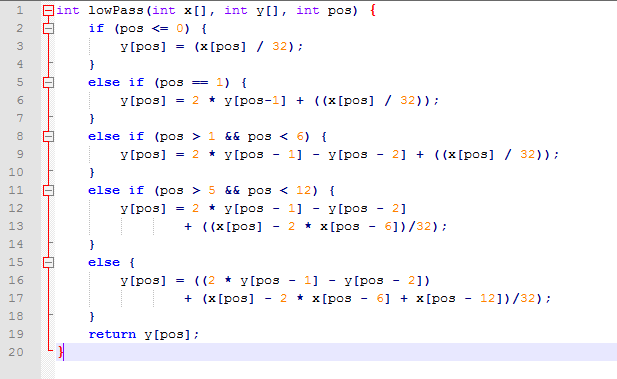 1 int lowPass(int x[], int y[], int pos) {
2 if (pos <= 0) {
3 y[pos] = (x[pos] / 32);
4 }
5 else if (pos == 1) {
6 y[pos] = 2 * y[pos-1] + ((x[pos] / 32));
7 }
8 else if (pos > 1 && pos < 6) {
9 y[pos] = 2 * y[pos - 1] - y[pos - 2] + ((x[pos] / 32));
10 }
11 else if (pos > 5 && pos < 12) {
12 y[pos] = 2 * y[pos - 1] - y[pos - 2]
13 + ((x[pos] - 2 * x[pos - 6])/32);
14 }
15 else {
16 y[pos] = ((2 * y[pos - 1] - y[pos - 2])
17 + (x[pos] - 2 * x[pos - 6] + x[pos - 12])/32);
18 }
19 return y[pos];
20 }